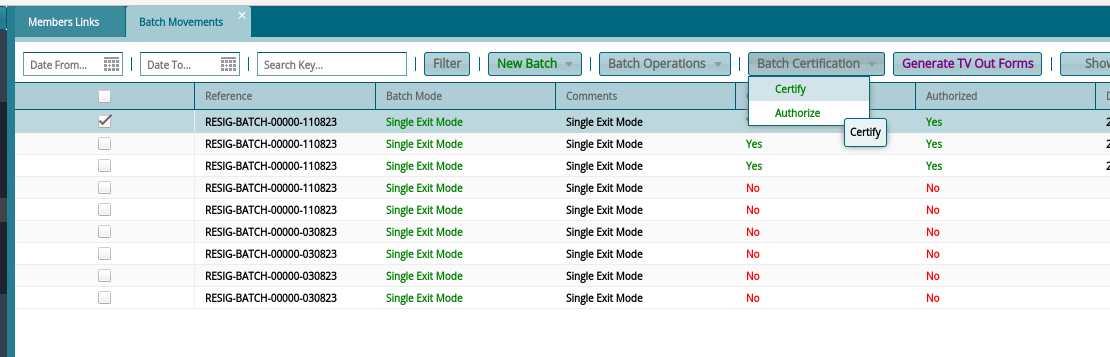 Members Links Batch Movements
Date From... Date To... Search Key... Filter New Batch Batch Operations Batch Certification Generate TV Out Forms Show
Certify
Authorize
Certify
Reference Batch Mode Comments Authorized
RESIG-BATCH-00000-110823 Single Exit Mode Single Exit Mode Yes
RESIG-BATCH-00000-110823 Single Exit Mode Single Exit Mode Yes Yes
RESIG-BATCH-00000-110823 Single Exit Mode Single Exit Mode Yes Yes
RESIG-BATCH-00000-110823 Single Exit Mode Single Exit Mode No No
RESIG-BATCH-00000-110823 Single Exit Mode Single Exit Mode No No
RESIG-BATCH-00000-030823 Single Exit Mode Single Exit Mode No No
RESIG-BATCH-00000-030823 Single Exit Mode Single Exit Mode No No
RESIG-BATCH-00000-030823 Single Exit Mode Single Exit Mode No No
RESIG-BATCH-00000-030823 Single Exit Mode Single Exit Mode No No